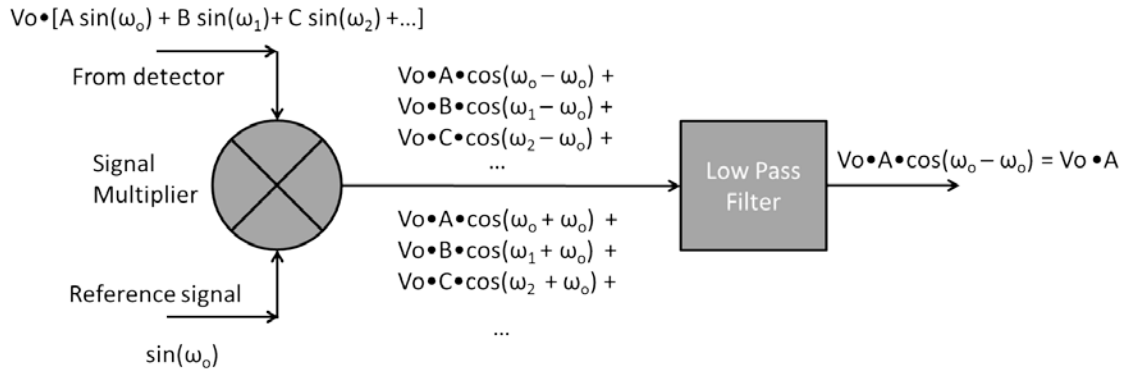 Vo•[A sin(ωₒ) + B sin(ω₁)+ C sin(ω₂) +...]
From detector
Signal
Multiplier
Reference signal
sin(ωₒ)
Vo•A•cos(ωₒ – ωₒ) +
Vo•B•cos(ω₁ – ωₒ) +
Vo•C•cos(ω₂ – ωₒ) +
...
Vo•A•cos(ωₒ + ωₒ) +
Vo•B•cos(ω₁ + ωₒ) +
Vo•C•cos(ω₂ + ωₒ) +
...
Low Pass
Filter
Vo•A•cos(ωₒ – ωₒ) = Vo •A